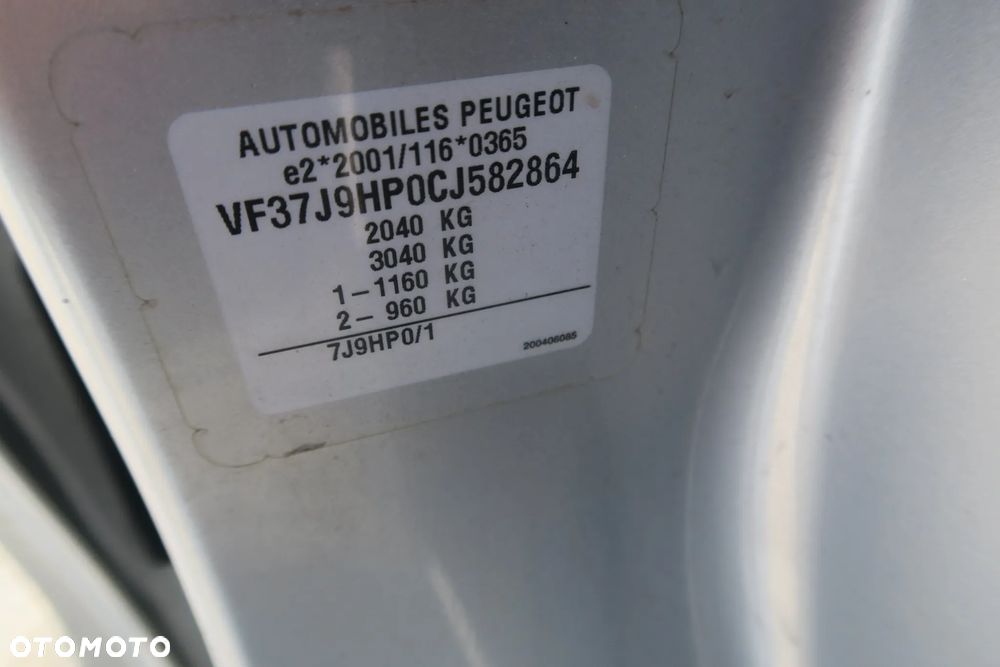 AUTOMOBILES PEUGEOT
e2*2001/116*0365
VF37J9HP0CJ582864
2040 KG
3040 KG
1-1160 KG
2- 960 KG
7J9HP0/1
200406085
OTOMOTO